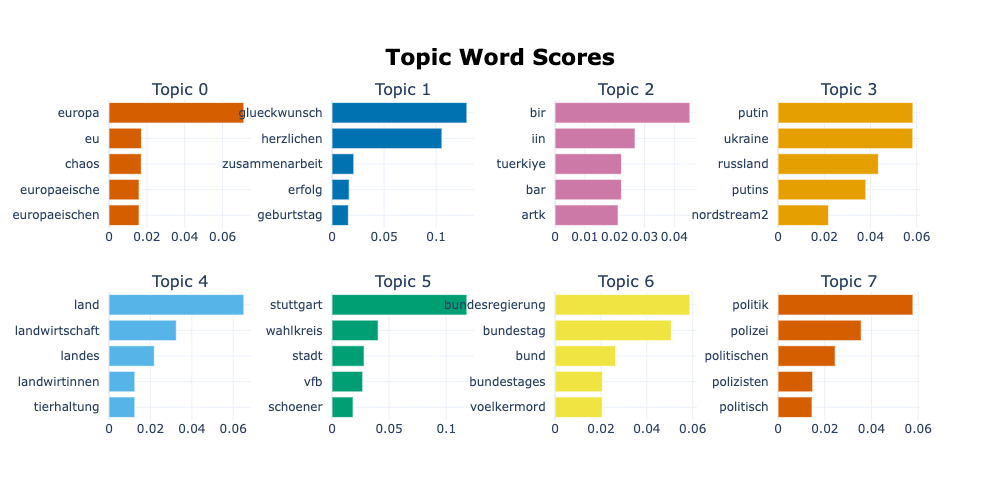 Topic Word Scores
Topic 0
europa
eu
chaos
europaeische
europaeischen
0 0.02 0.04 0.06
Topic 1
glueckwunsch
herzlichen
zusammenarbeit
erfolg
geburtstag
0 0.05 0.1
Topic 2
bir
iin
tuerkiye
bar
artk
0 0.01 0.02 0.03 0.04
Topic 3
putin
ukraine
russland
putins
nordstream2
0 0.02 0.04 0.06
Topic 4
land
landwirtschaft
landes
landwirtinnen
tierhaltung
0 0.02 0.04 0.06
Topic 5
stuttgart
wahlkreis
stadt
vfb
schoener
0 0.05 0.1
Topic 6
bundesregierung
bundestag
bund
bundestages
voelkermord
0 0.02 0.04 0.06
Topic 7
politik
polizei
politischen
polizisten
politisch
0 0.02 0.04 0.06